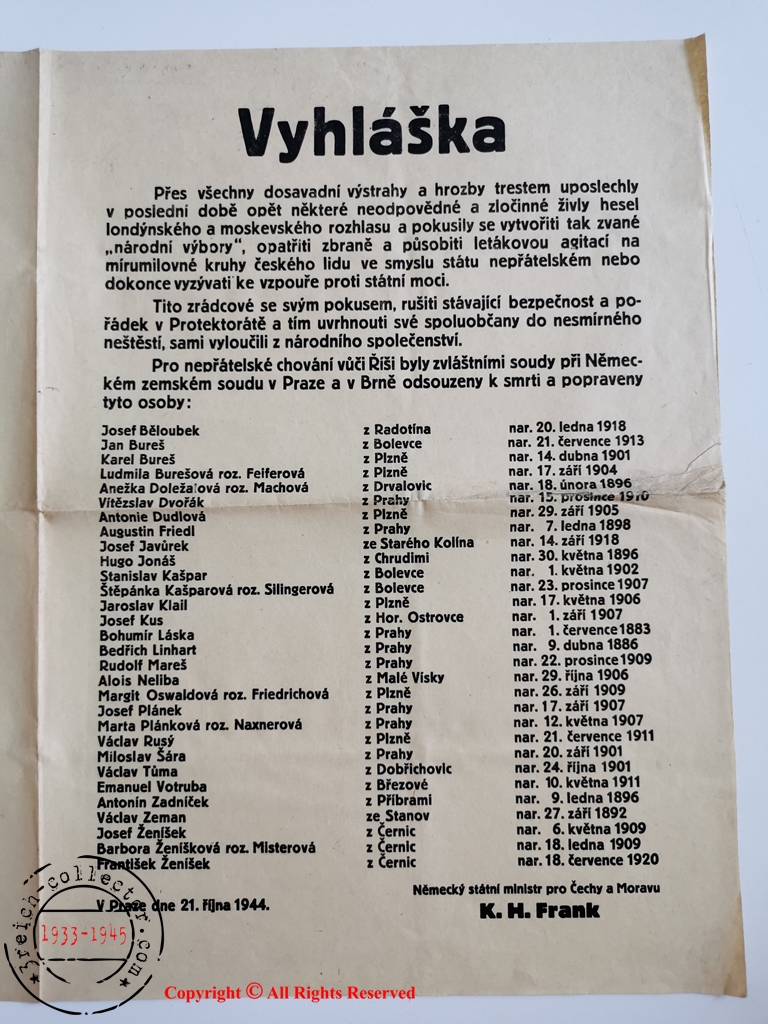 Vyhláška
Přes všechny dosavadní výstrahy a hrozby trestem uposlechly
v poslední době opět některé neodpovědné a zločinné živly hesel
londýnského a moskevského rozhlasu a pokusily se vytvořiti tak zvané
„národní výbory“, opatřiti zbraně a působiti letákovou agitací na
mírumilovné kruhy českého lidu ve smyslu státu nepřátelském nebo
dokonce vyzývati ke vzpouře proti státní moci.
Tito zrádcové se svým pokusem, rušiti stávající bezpečnost a po-
řádek v Protektorátě a tím uvrhnouti své spoluobčany do nesmírného
neštěstí, sami vyloučili z národního společenství.
Pro nepřátelské chování vůči Říši byly zvláštními soudy při Němec-
kém zemském soudu v Praze a v Brně odsouzeny k smrti a popraveny
tyto osoby:
Josef Běloubek z Radotína nar. 20. ledna 1918
Jan Bureš z Bolevce nar. 21. července 1913
Karel Bureš z Plzně nar. 14. dubna 1901
Ludmila Burešová roz. Feiferová z Plzně nar. 17. září 1904
Anežka Doležalová roz. Machová z Drvalovic nar. 18. února 1896
Vítězslav Dvořák z Prahy nar. 15. prosince 1910
Antonie Dudlová z Plzně nar. 29. září 1905
Augustin Friedl z Prahy nar. 7. ledna 1898
Josef Javůrek ze Starého Kolína nar. 14. září 1918
Hugo Jonáš z Chrudimi nar. 30. května 1896
Stanislav Kašpar z Bolevce nar. 1. května 1902
Štěpánka Kašparová roz. Silingerová z Bolevce nar. 23. prosince 1907
Jaroslav Klail z Plzně nar. 17. května 1906
Josef Kus z Hor. Ostrovce nar. 1. září 1907
Bohumír Láska z Prahy nar. 1. července 1883
Bedřich Linhart z Prahy nar. 9. dubna 1886
Rudolf Mareš z Prahy nar. 22. prosince 1909
Alois Neliba z Malé Vísky nar. 29. října 1906
Margit Oswaldová roz. Friedrichová z Plzně nar. 26. září 1909
Josef Plánek z Prahy nar. 17. září 1907
Marta Plánková roz. Naxnerová z Prahy nar. 12. května 1907
Václav Rusý z Plzně nar. 21. července 1911
Miloslav Šára z Prahy nar. 20. září 1901
Václav Tůma z Dobřichovic nar. 24. října 1901
Emanuel Votruba z Březové nar. 10. května 1911
Antonín Zadníček z Příbrami nar. 9. ledna 1896
Václav Zeman ze Stanov nar. 27. září 1892
Josef Ženíšek z Černic nar. 6. května 1909
Barbora Ženíšková roz. Misterová z Černic nar. 18. ledna 1909
František Ženíšek z Černic nar. 18. července 1920
Německý státní ministr pro Čechy a Moravu
V Praze dne 21. října 1944.
K. H. Frank
3reich-collector.com
1933-1945
Copyright © All Rights Reserved